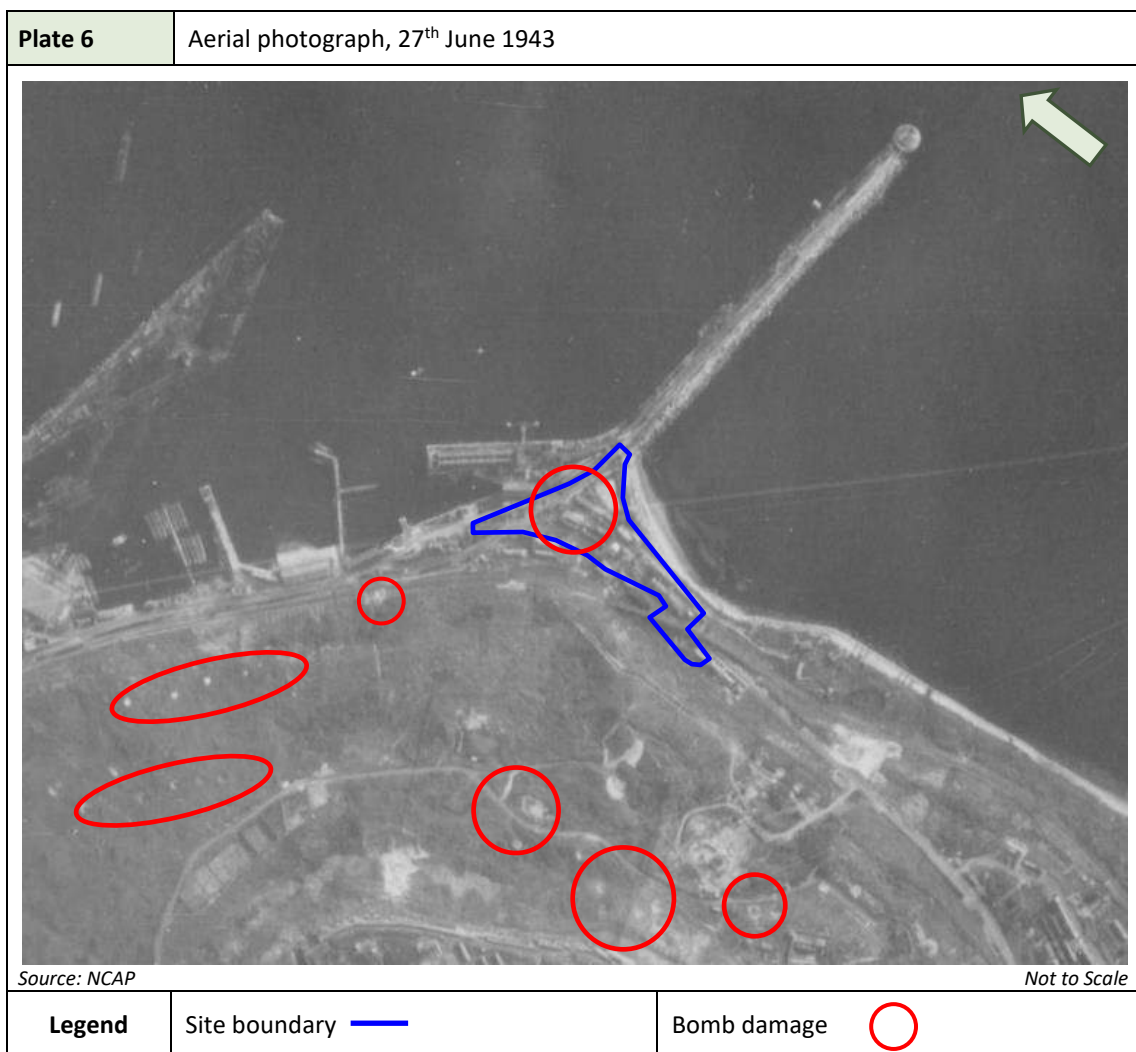 Plate 6
Aerial photograph, 27th June 1943
Source: NCAP
Not to Scale
Legend
Site boundary
Bomb damage